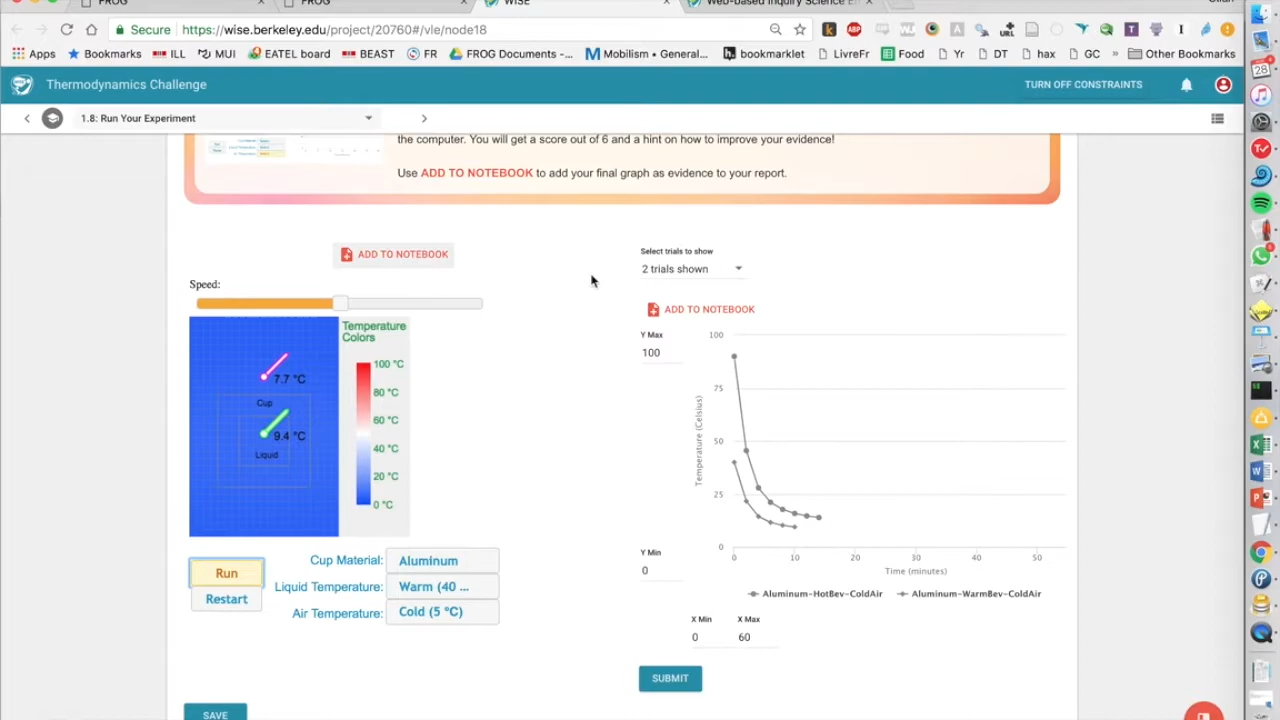 FROG
FROG
WISE
Web-based Inquiry Science En
Secure
https://wise.berkeley.edu/project/20760#/vle/node18
Apps
Bookmarks
ILL
MUI
EATEL board
BEAST
FR
FROG Documents -...
Mobilism • General...
bookmarklet
LivreFr
Food
Yr
DT
hax
GC
»
Other Bookmarks
Thermodynamics Challenge
TURN OFF CONSTRAINTS
1.8: Run Your Experiment
the computer. You will get a score out of 6 and a hint on how to improve your evidence!
Use ADD TO NOTEBOOK to add your final graph as evidence to your report.
ADD TO NOTEBOOK
Speed:
Temperature
Colors
100 °C
80 °C
60 °C
40 °C
20 °C
0 °C
7.7 °C
Cup
9.4 °C
Liquid
Run
Restart
Cup Material: Aluminum
Liquid Temperature: Warm (40 ...
Air Temperature: Cold (5 °C)
SAVE
Select trials to show
2 trials shown
ADD TO NOTEBOOK
Y Max
100
Y Min
0
100
75
50
25
0
Temperature (Celsius)
0 10 20 30 40 50
Time (minutes)
Aluminum-HotBev-ColdAir
Aluminum-WarmBev-ColdAir
X Min X Max
0 60
SUBMIT